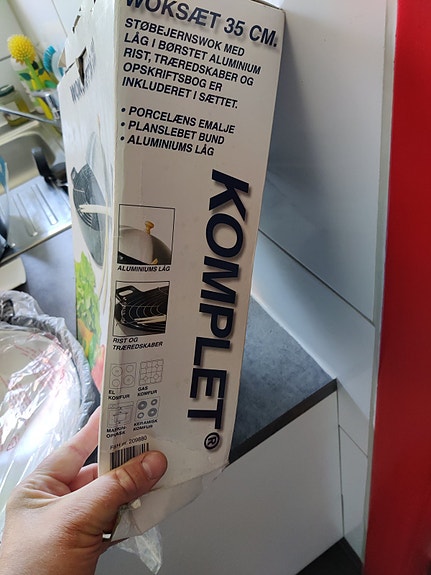 WOKSÆT 35 CM.
STØBEJERNSWOK MED
LÅG I BØRSTET ALUMINIUM
RIST, TRÆREDSKABER OG
OPSKRIFTSBOG ER
INKLUDERET I SÆTTET.
• PORCELÆNS EMALJE
• PLANSLEBET BUND
• ALUMINIUMS LÅG
KOMPLET®
ALUMINIUMS LÅG
RIST OG
TRÆREDSKABER
EL
KOMFUR
GAS
KOMFUR
KERAMISK
KOMFUR
209880